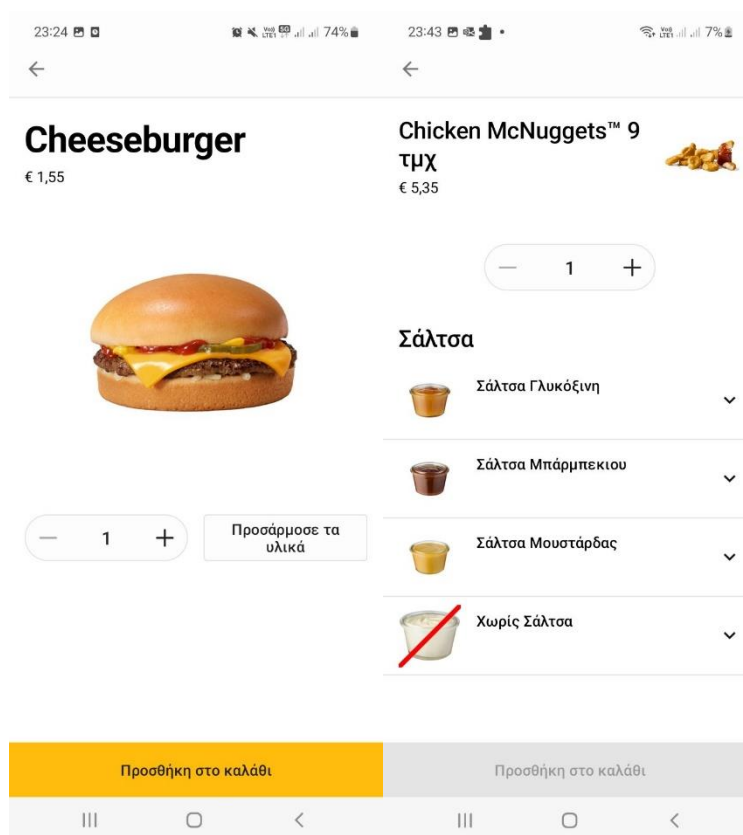 23:24
74%
Cheeseburger
€ 1,55
1
Προσάρμοσε τα
υλικά
Προσθήκη στο καλάθι
23:43
7%
Chicken McNuggets™ 9
τμχ
€ 5,35
1
Σάλτσα
Σάλτσα Γλυκόξινη
Σάλτσα Μπάρμπεκιου
Σάλτσα Μουστάρδας
Χωρίς Σάλτσα
Προσθήκη στο καλάθι